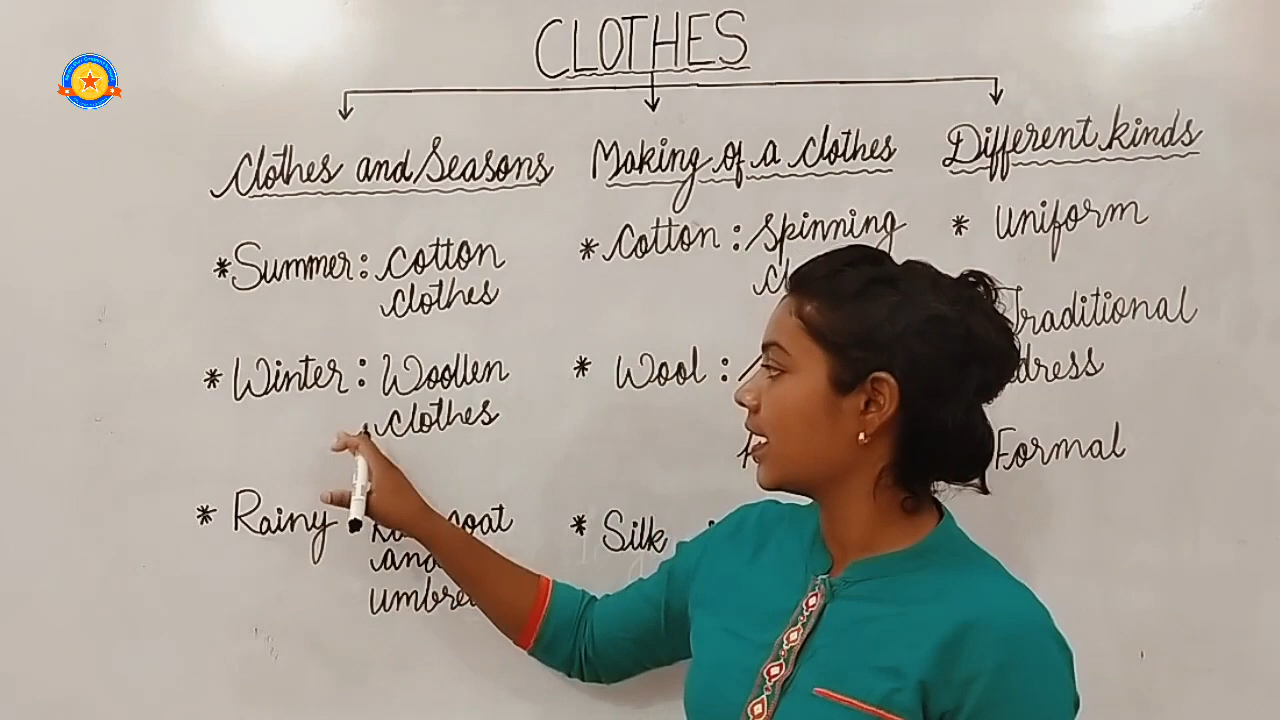 CLOTHES
Clothes and Seasons
*Summer: cotton
clothes
* Winter: Woollen
clothes
* Rainy
and
Making of a clothes
* Cotton: Spinning
* Wool:
* Silk
Different kinds
* Uniform
Traditional
dress
Formal